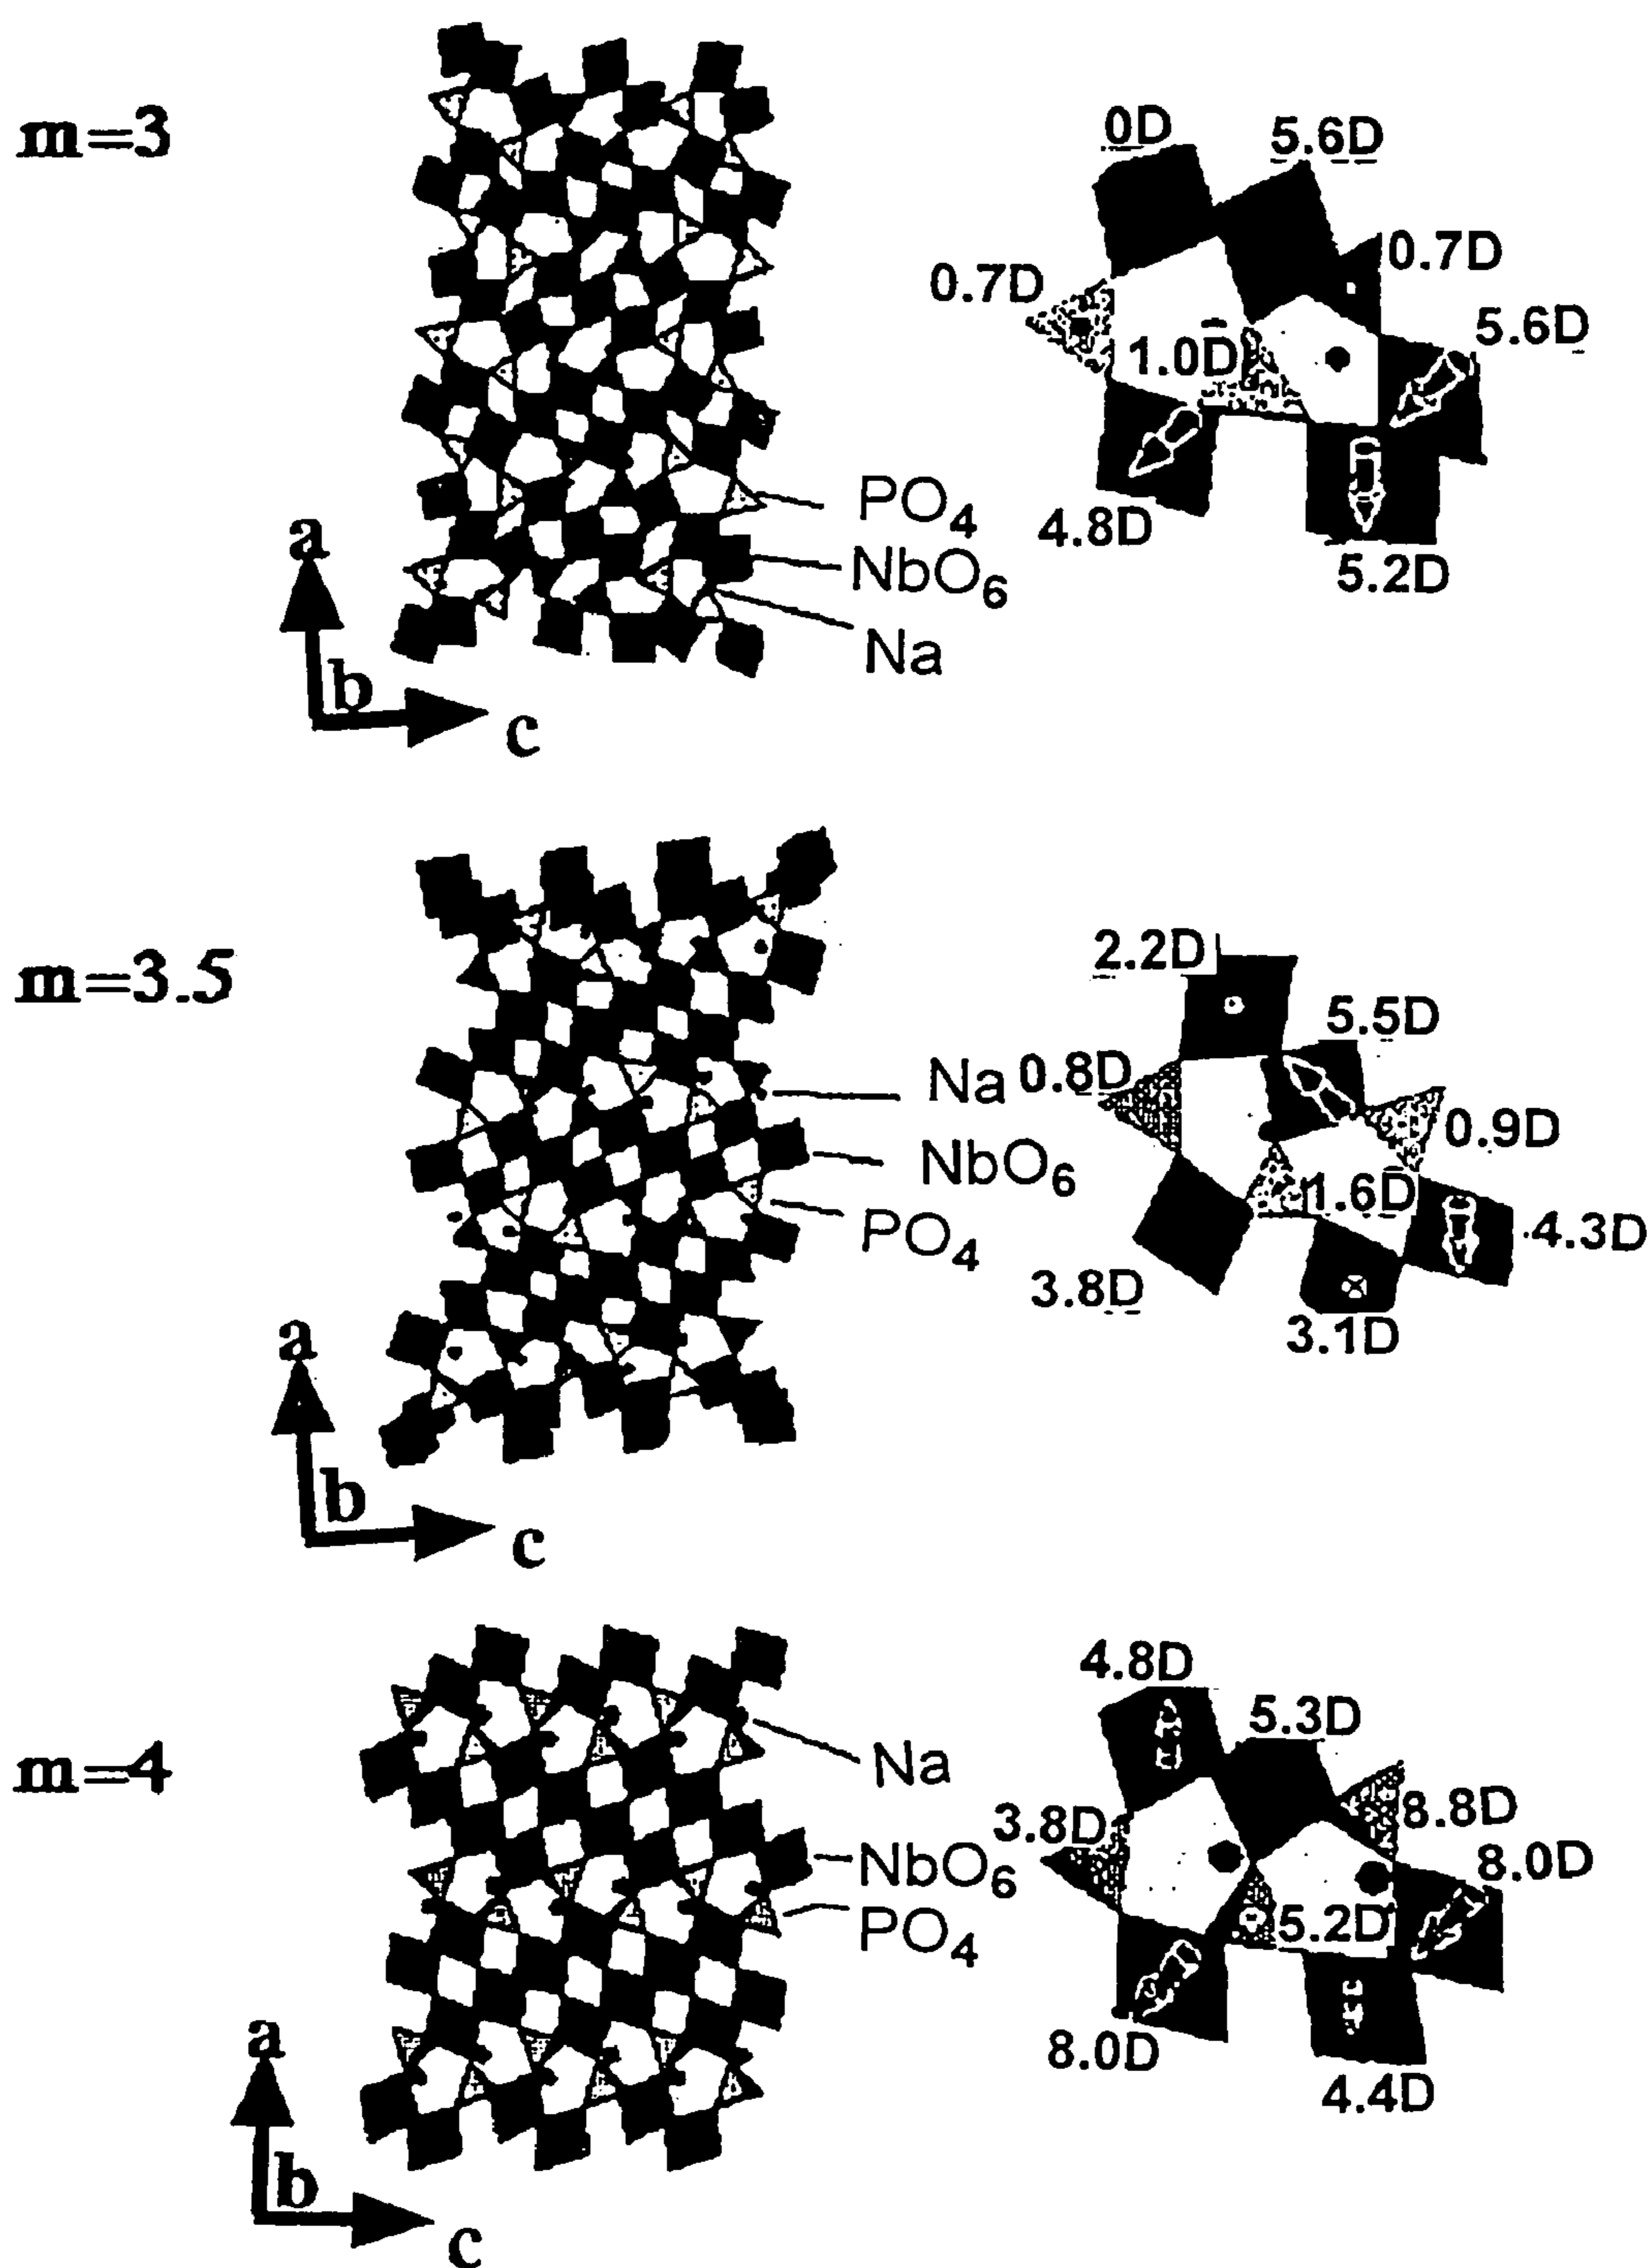 m=3
0D
5.6D
0.7D
0.7D
1.0D
5.6D
4.8D
5.2D
PO4
NbO6
Na
a
b
c
m=3.5
2.2D
5.5D
0.8D
0.9D
1.6D
4.3D
3.8D
3.1D
Na
NbO6
PO4
a
b
c
m=4
4.8D
5.3D
3.8D
8.8D
8.0D
5.2D
8.0D
4.4D
Na
NbO6
PO4
a
b
c